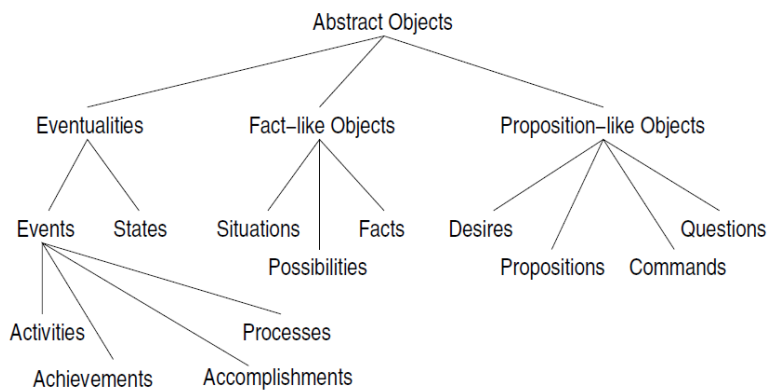 Abstract Objects
Eventualities Fact–like Objects Proposition–like Objects
Events States Situations Facts Desires Questions
Possibilities Propositions Commands
Activities Processes
Achievements Accomplishments